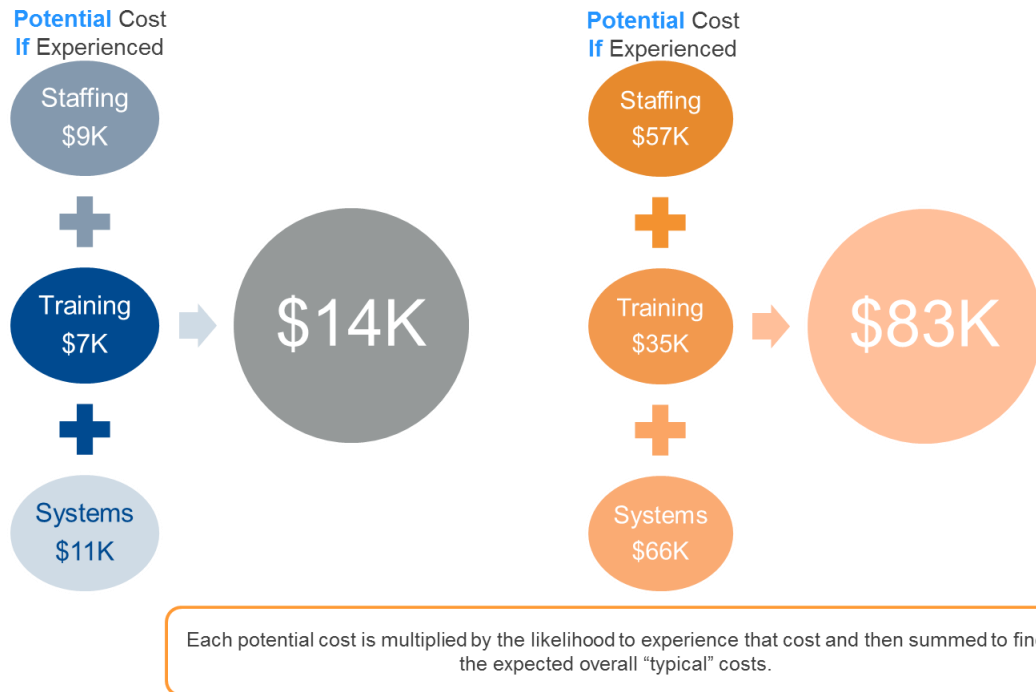 Potential Cost
If Experienced
Staffing
$9K
Training
$7K
Systems
$11K
$14K
Potential Cost
If Experienced
Staffing
$57K
Training
$35K
Systems
$66K
$83K
Each potential cost is multiplied by the likelihood to experience that cost and then summed to fin
the expected overall “typical” costs.